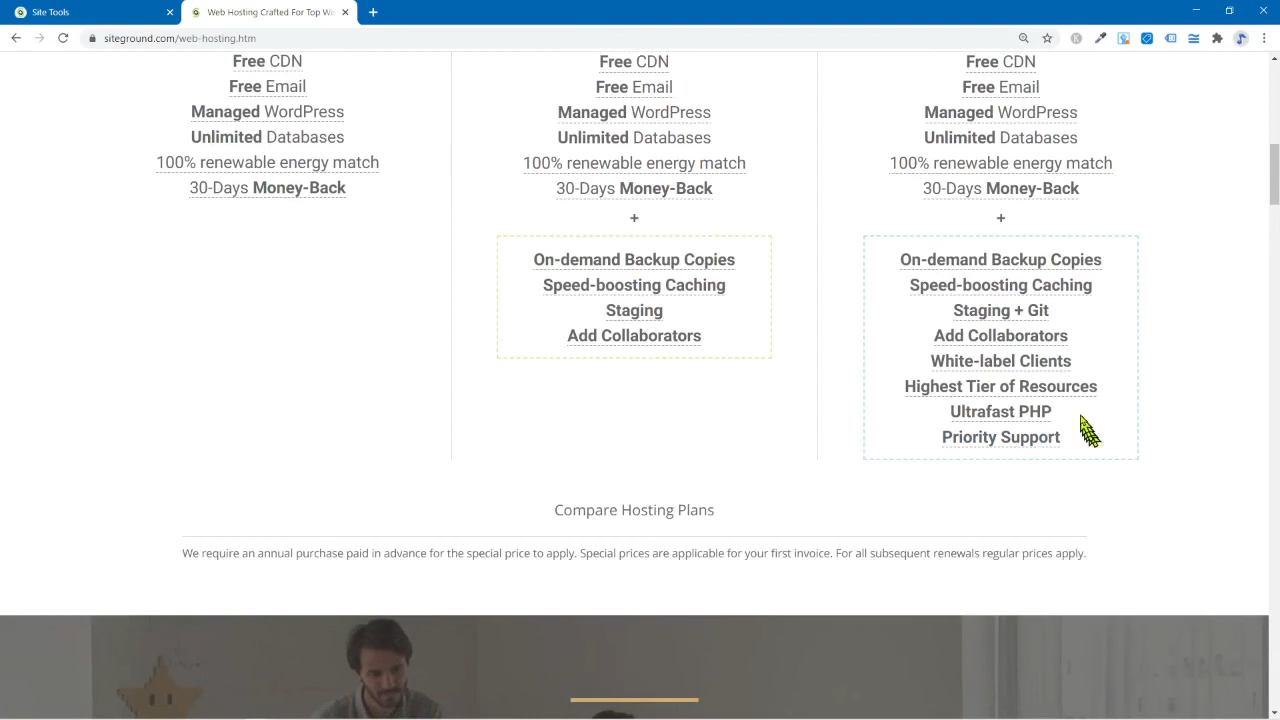 Site Tools
Web Hosting Crafted For Top We
siteground.com/web-hosting.htm
Free CDN
Free Email
Managed WordPress
Unlimited Databases
100% renewable energy match
30-Days Money-Back
Free CDN
Free Email
Managed WordPress
Unlimited Databases
100% renewable energy match
30-Days Money-Back
+
On-demand Backup Copies
Speed-boosting Caching
Staging
Add Collaborators
Free CDN
Free Email
Managed WordPress
Unlimited Databases
100% renewable energy match
30-Days Money-Back
+
On-demand Backup Copies
Speed-boosting Caching
Staging + Git
Add Collaborators
White-label Clients
Highest Tier of Resources
Ultrafast PHP
Priority Support
Compare Hosting Plans
We require an annual purchase paid in advance for the special price to apply. Special prices are applicable for your first invoice. For all subsequent renewals regular prices apply.